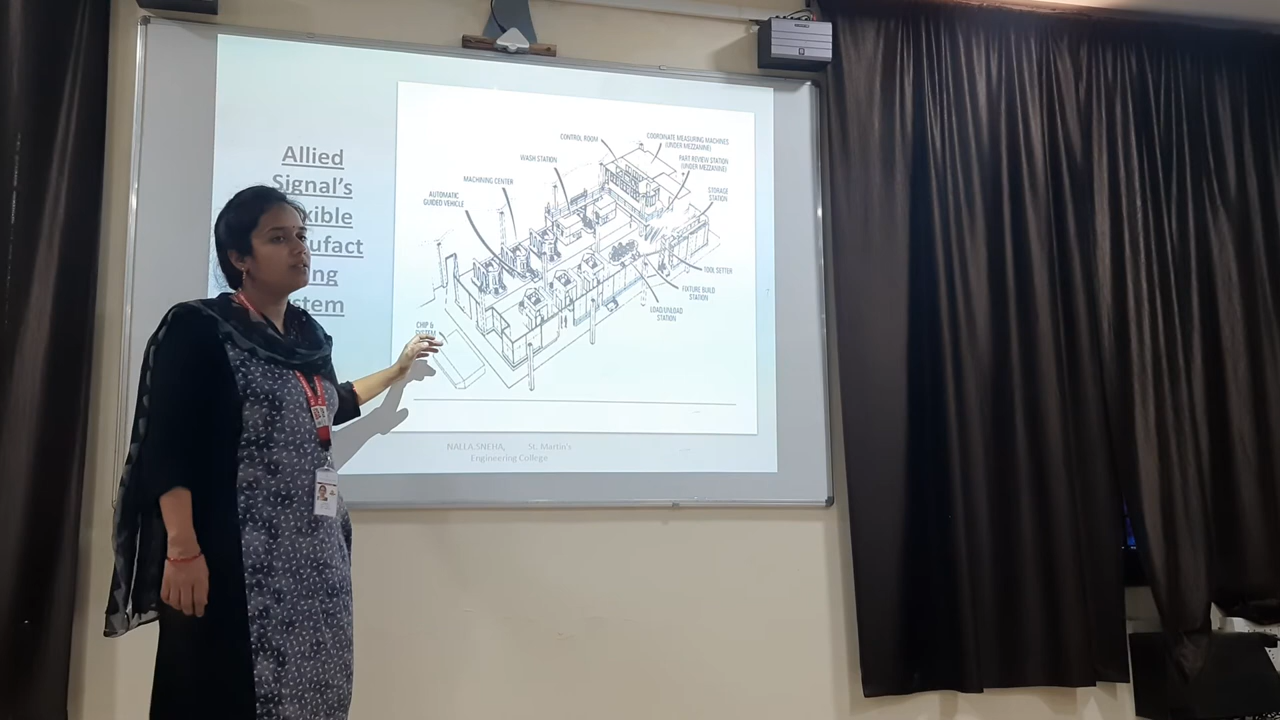 Allied
Signal's
xible
ufact
ng
stem
CONTROL ROOM
COORDINATE MEASURING MACHINES
(UNDER MEZZANINE)
WASH STATION
PART REVIEW STATION
(UNDER MEZZANINE)
MACHINING CENTER
STORAGE
STATION
AUTOMATIC
GUIDED VEHICLE
TOOL SETTER
FIXTURE BUILD
STATION
LOAD/UNLOAD
STATION
CHIP &
SYSTEM
NALLA SNEHA, St. Martin's
Engineering College